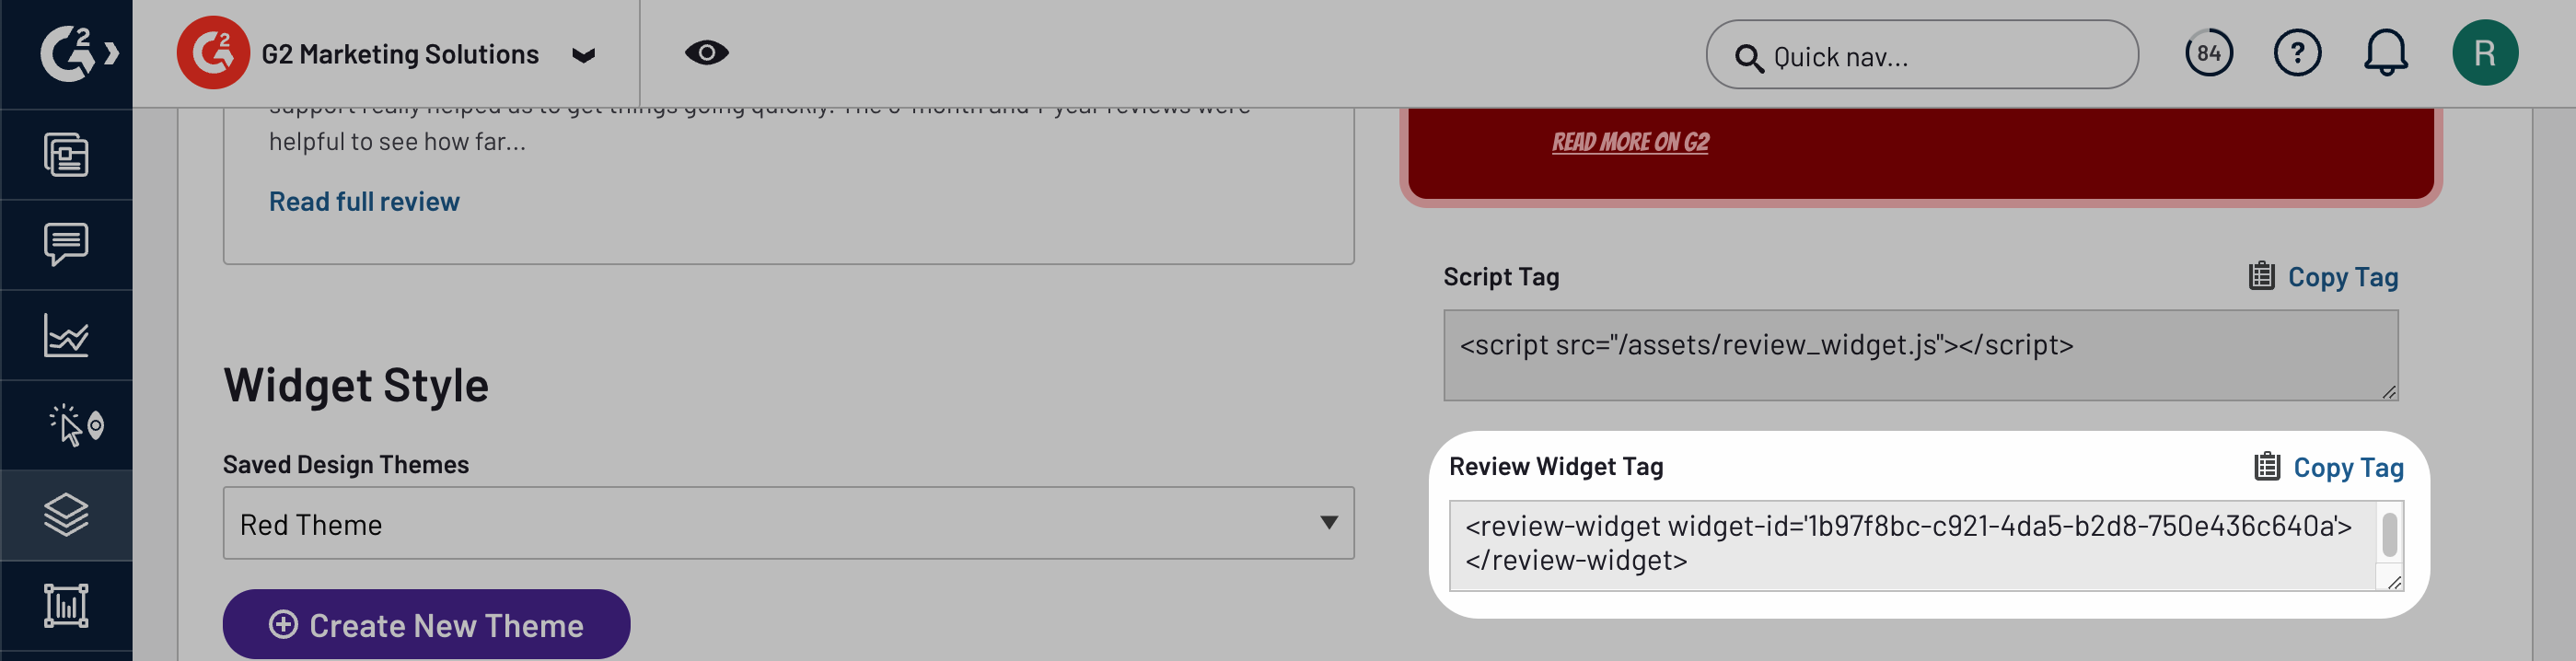 G2 Marketing Solutions
Quick nav...
84
?
R
support really helped us to get things going quickly. The 6-month and 1-year reviews were
helpful to see how far...
Read full review
READ MORE ON G2
Script Tag
Copy Tag
<script src="/assets/review_widget.js"></script>
Widget Style
Saved Design Themes
Red Theme
Create New Theme
Review Widget Tag
Copy Tag
<review-widget widget-id='1b97f8bc-c921-4da5-b2d8-750e436c640a'>
</review-widget>